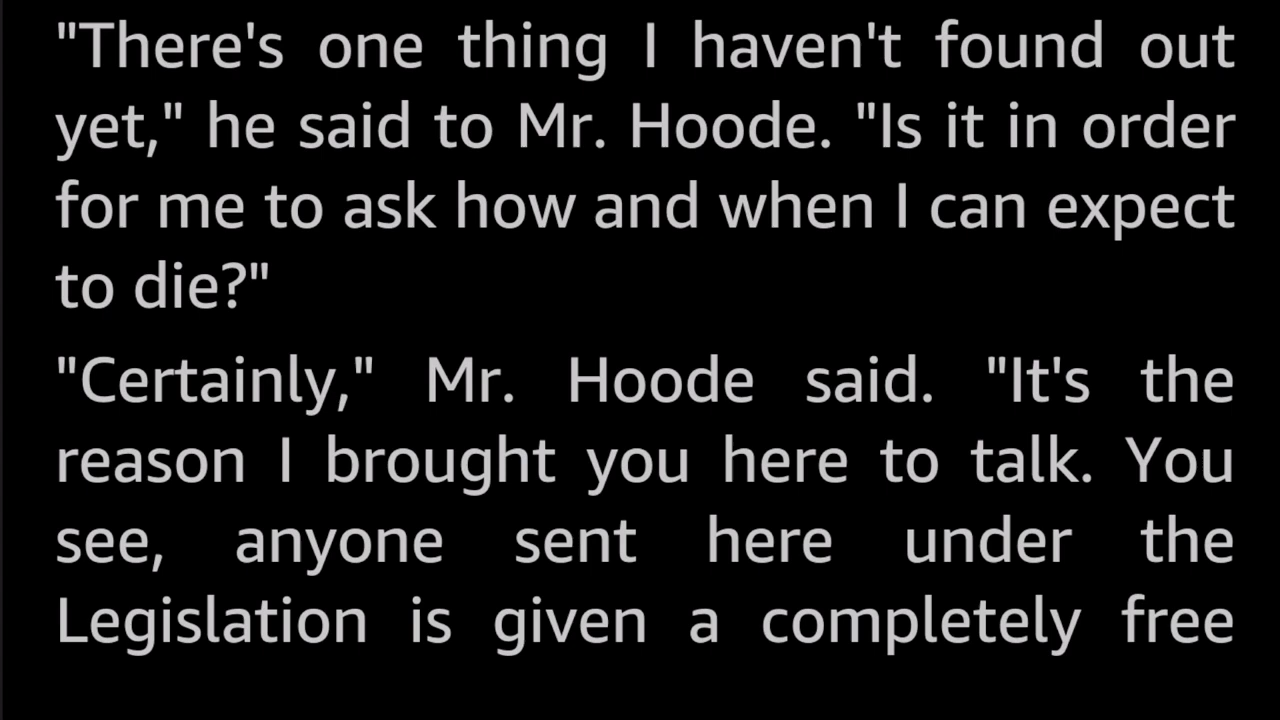 "There's one thing I haven't found out
yet," he said to Mr. Hoode. "Is it in order
for me to ask how and when I can expect
to die?"
"Certainly," Mr. Hoode said. "It's the
reason I brought you here to talk. You
see, anyone sent here under the
Legislation is given a completely free